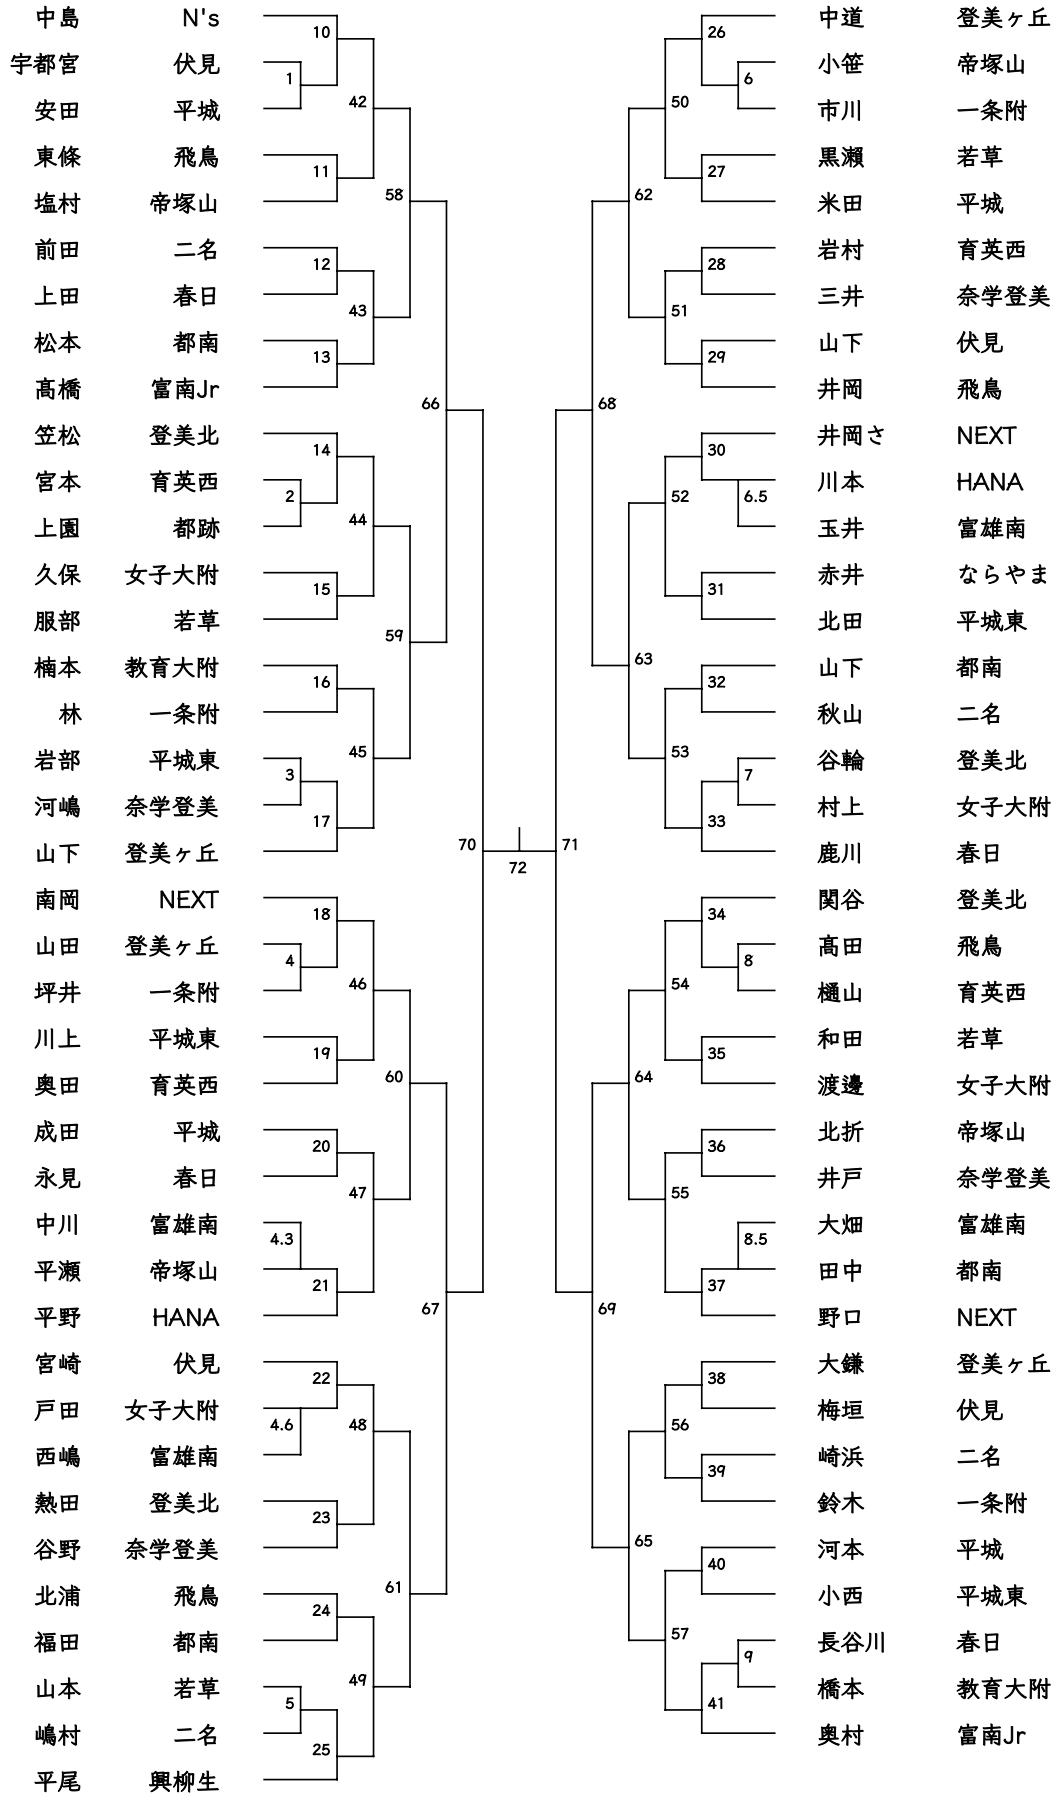 中島 N's
宇都宮 伏見
安田 平城
東條 飛鳥
塩村 帝塚山
前田 二名
上田 春日
松本 都南
髙橋 富南Jr
笠松 登美北
宮本 育英西
上園 都跡
久保 女子大附
服部 若草
楠本 教育大附
林 一条附
岩部 平城東
河嶋 奈学登美
山下 登美ヶ丘
南岡 NEXT
山田 登美ヶ丘
坪井 一条附
川上 平城東
奥田 育英西
成田 平城
永見 春日
中川 富雄南
平瀬 帝塚山
平野 HANA
宮崎 伏見
戸田 女子大附
西嶋 富雄南
熱田 登美北
谷野 奈学登美
北浦 飛鳥
福田 都南
山本 若草
嶋村 二名
平尾 興柳生
10
1
42
11
58
12
43
13
66
14
2
44
15
59
16
45
3
17
70
18
4
46
19
60
20
47
4.3
21
67
22
4.6
48
23
61
24
49
5
25
72
26
6
50
27
62
28
51
29
68
30
6.5
52
31
63
32
53
7
33
71
34
8
54
35
64
36
55
8.5
37
69
38
56
39
65
40
57
9
41
中道 登美ヶ丘
小笹 帝塚山
市川 一条附
黒瀬 若草
米田 平城
岩村 育英西
三井 奈学登美
山下 伏見
井岡 飛鳥
井岡さ NEXT
川本 HANA
玉井 富雄南
赤井 ならやま
北田 平城東
山下 都南
秋山 二名
谷輪 登美北
村上 女子大附
鹿川 春日
関谷 登美北
髙田 飛鳥
樋山 育英西
和田 若草
渡邊 女子大附
北折 帝塚山
井戸 奈学登美
大畑 富雄南
田中 都南
野口 NEXT
大鎌 登美ヶ丘
梅垣 伏見
崎浜 二名
鈴木 一条附
河本 平城
小西 平城東
長谷川 春日
橋本 教育大附
奥村 富南Jr